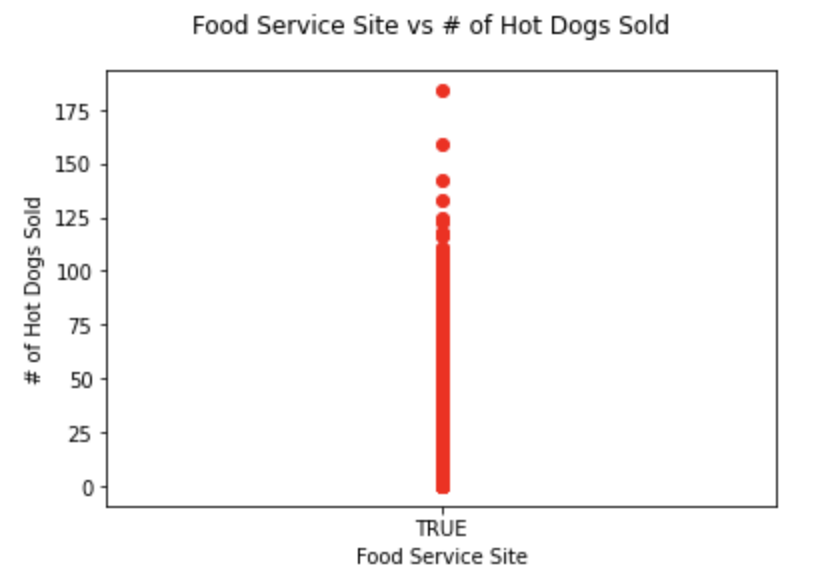 Food Service Site vs # of Hot Dogs Sold
175
150
125
100
75
50
25
0
# of Hot Dogs Sold
TRUE
Food Service Site